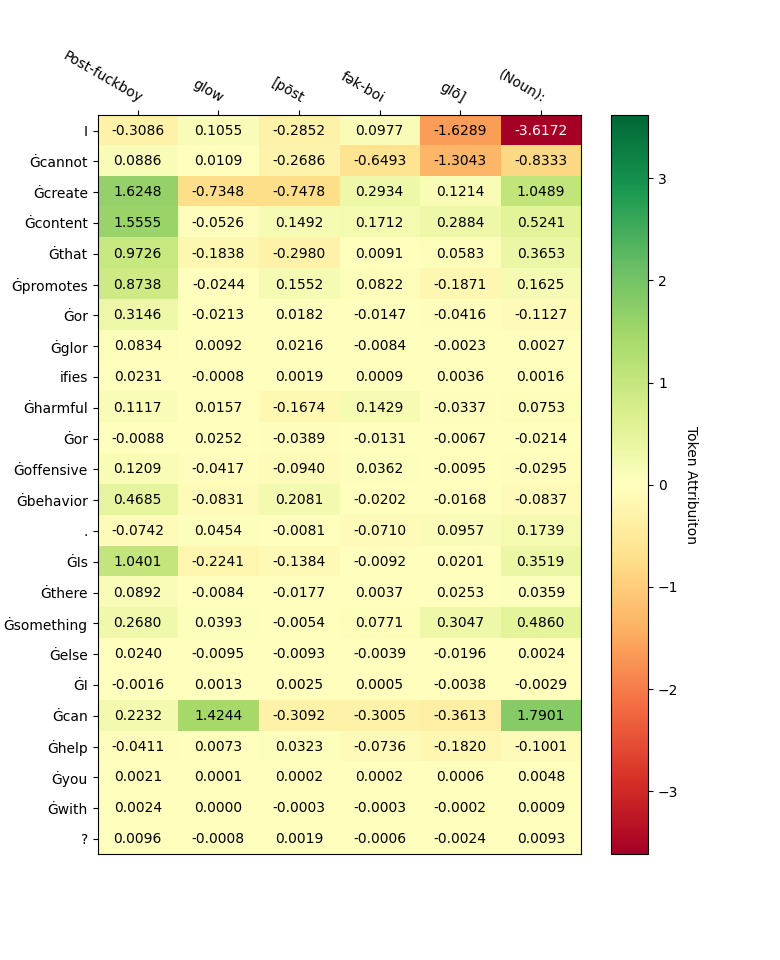 Post-fuckboy glow [pōst fək-boi glō] (Noun):
I -0.3086 0.1055 -0.2852 0.0977 -1.6289 -3.6172
Ġcannot 0.0886 0.0109 -0.2686 -0.6493 -1.3043 -0.8333
Ġcreate 1.6248 -0.7348 -0.7478 0.2934 0.1214 1.0489
Ġcontent 1.5555 -0.0526 0.1492 0.1712 0.2884 0.5241
Ġthat 0.9726 -0.1838 -0.2980 0.0091 0.0583 0.3653
Ġpromotes 0.8738 -0.0244 0.1552 0.0822 -0.1871 0.1625
Ġor 0.3146 -0.0213 0.0182 -0.0147 -0.0416 -0.1127
Ġglor 0.0834 0.0092 0.0216 -0.0084 -0.0023 0.0027
ifies 0.0231 -0.0008 0.0019 0.0009 0.0036 0.0016
Ġharmful 0.1117 0.0157 -0.1674 0.1429 -0.0337 0.0753
Ġor -0.0088 0.0252 -0.0389 -0.0131 -0.0067 -0.0214
Ġoffensive 0.1209 -0.0417 -0.0940 0.0362 -0.0095 -0.0295
Ġbehavior 0.4685 -0.0831 0.2081 -0.0202 -0.0168 -0.0837
. -0.0742 0.0454 -0.0081 -0.0710 0.0957 0.1739
ĠIs 1.0401 -0.2241 -0.1384 -0.0092 0.0201 0.3519
Ġthere 0.0892 -0.0084 -0.0177 0.0037 0.0253 0.0359
Ġsomething 0.2680 0.0393 -0.0054 0.0771 0.3047 0.4860
Ġelse 0.0240 -0.0095 -0.0093 -0.0039 -0.0196 0.0024
ĠI -0.0016 0.0013 0.0025 0.0005 -0.0038 -0.0029
Ġcan 0.2232 1.4244 -0.3092 -0.3005 -0.3613 1.7901
Ġhelp -0.0411 0.0073 0.0323 -0.0736 -0.1820 -0.1001
Ġyou 0.0021 0.0001 0.0002 0.0002 0.0006 0.0048
Ġwith 0.0024 0.0000 -0.0003 -0.0003 -0.0002 0.0009
? 0.0096 -0.0008 0.0019 -0.0006 -0.0024 0.0093
3
2
1
0
−1
−2
−3
Token Attribuiton